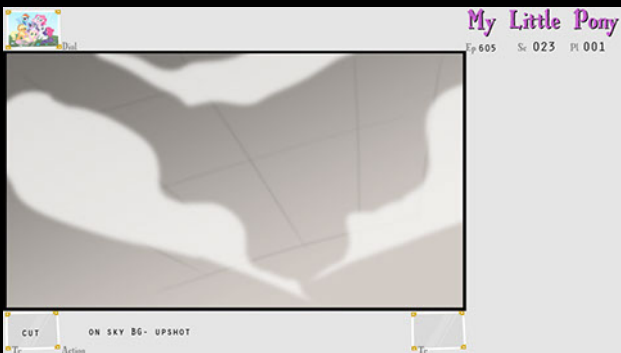 My Little Pony
Dial
Ep 605 Sc 023 Pl 001
CUT ON SKY BG- UPSHOT
Tr Action Tr